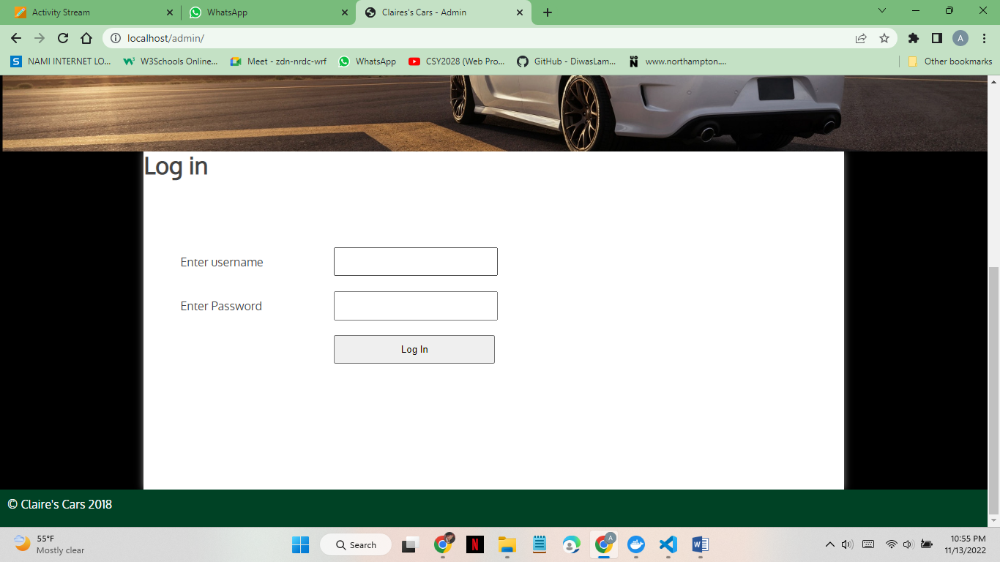 Activity Stream
WhatsApp
Claires's Cars - Admin
localhost/admin/
A
S
NAMI INTERNET LO...
W3Schools Online...
Meet - zdn-nrdc-wrf
WhatsApp
CSY2028 (Web Pro...
GitHub - DiwasLam...
www.northampton....
Other bookmarks
Log in
Enter username
Enter Password
Log In
© Claire's Cars 2018
55°F
Mostly clear
Search
N
A
W
10:55 PM
11/13/2022